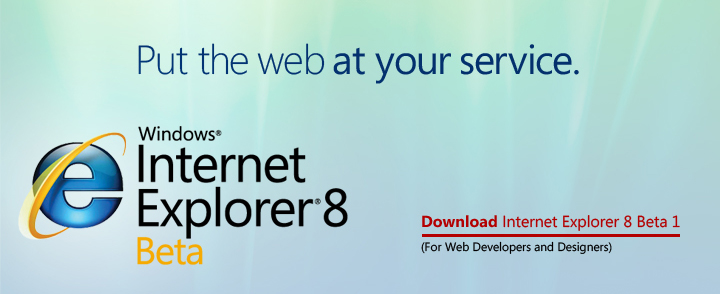 Put the web at your service.
Windows®
Internet
Explorer®8
Beta
Download Internet Explorer 8 Beta 1
(For Web Developers and Designers)